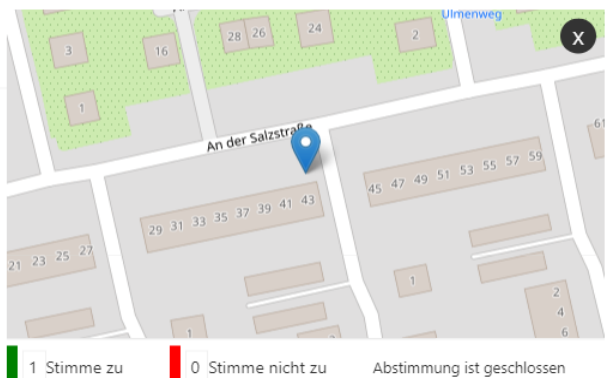 Ulmenweg
X
3
16
28 26
24
2
1
An der Salzstraße
61
45 47 49 51 53 55 57 59
29 31 33 35 37 39 41 43
21 23 25 27
1
1
2
4
6
1 Stimme zu
0 Stimme nicht zu
Abstimmung ist geschlossen